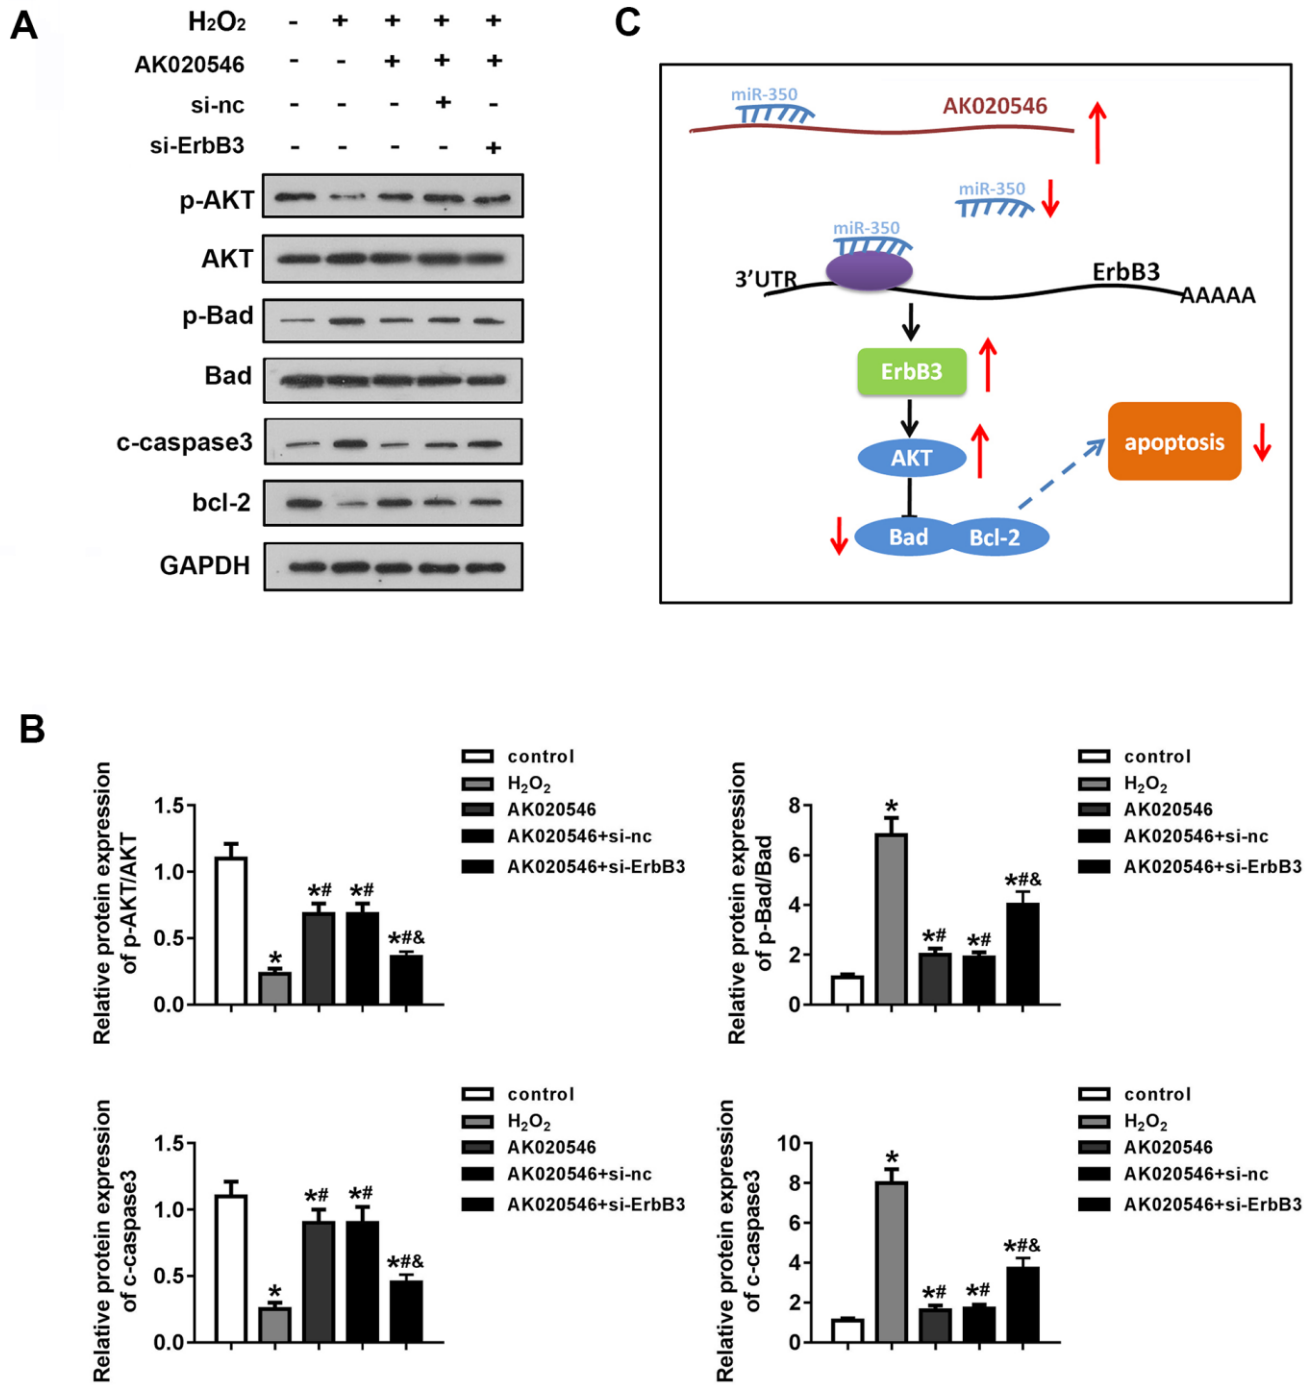 A
H2O2 - + + + +
AK020546 - - + + +
si-nc - - - + -
si-ErbB3 - - - - +
p-AKT
AKT
p-Bad
Bad
c-caspase3
bcl-2
GAPDH
C
miR-350
AK020546
miR-350
miR-350
3'UTR
ErbB3
AAAAA
ErbB3
AKT
apoptosis
Bad
Bcl-2
B
Relative protein expression
of p-AKT/AKT
1.5
1.0
0.5
0.0
*
*#
*#
*#&
control
H2O2
AK020546
AK020546+si-nc
AK020546+si-ErbB3
Relative protein expression
of p-Bad/Bad
8
6
4
2
0
*
*#
*#
*#&
control
H2O2
AK020546
AK020546+si-nc
AK020546+si-ErbB3
Relative protein expression
of c-caspase3
1.5
1.0
0.5
0.0
*
*#
*#
*#&
control
H2O2
AK020546
AK020546+si-nc
AK020546+si-ErbB3
Relative protein expression
of c-caspase3
10
8
6
4
2
0
*
*#
*#
*#&
control
H2O2
AK020546
AK020546+si-nc
AK020546+si-ErbB3